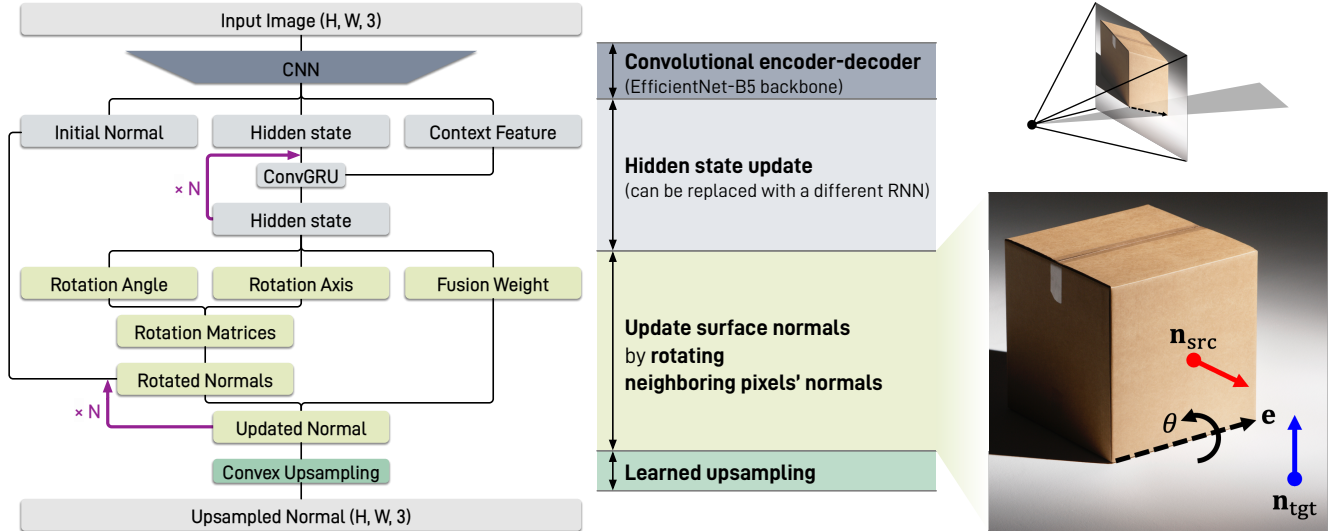 Input Image (H, W, 3)
CNN
Initial Normal
Hidden state
Context Feature
× N
ConvGRU
Hidden state
Rotation Angle
Rotation Axis
Fusion Weight
Rotation Matrices
Rotated Normals
× N
Updated Normal
Convex Upsampling
Upsampled Normal (H, W, 3)
Convolutional encoder-decoder
(EfficientNet-B5 backbone)
Hidden state update
(can be replaced with a different RNN)
Update surface normals
by rotating
neighboring pixels' normals
Learned upsampling
n_src
θ
e
n_tgt